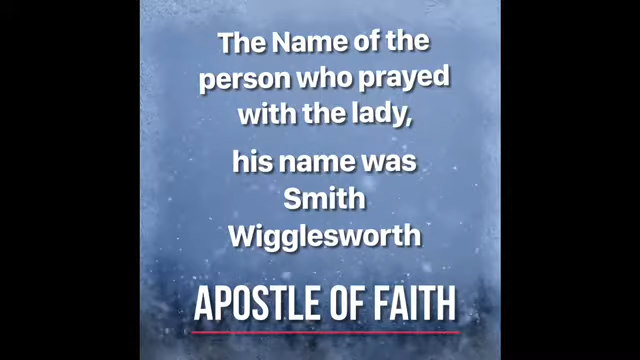 The Name of the
person who prayed
with the lady,
his name was
Smith
Wigglesworth
APOSTLE OF FAITH